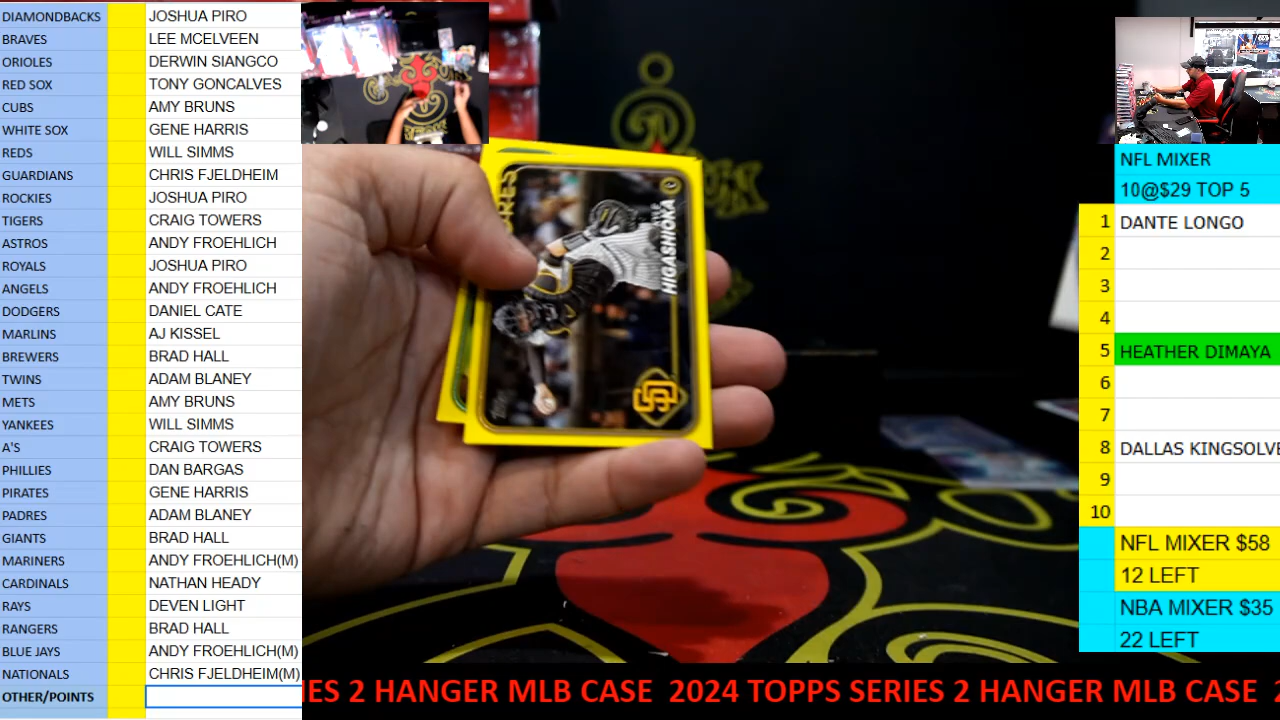 DIAMONDBACKS JOSHUA PIRO
BRAVES LEE MCELVEEN
ORIOLES DERWIN SIANGCO
RED SOX TONY GONCALVES
CUBS AMY BRUNS
WHITE SOX GENE HARRIS
REDS WILL SIMMS
GUARDIANS CHRIS FJELDHEIM
ROCKIES JOSHUA PIRO
TIGERS CRAIG TOWERS
ASTROS ANDY FROEHLICH
ROYALS JOSHUA PIRO
ANGELS ANDY FROEHLICH
DODGERS DANIEL CATE
MARLINS AJ KISSEL
BREWERS BRAD HALL
TWINS ADAM BLANEY
METS AMY BRUNS
YANKEES WILL SIMMS
A'S CRAIG TOWERS
PHILLIES DAN BARGAS
PIRATES GENE HARRIS
PADRES ADAM BLANEY
GIANTS BRAD HALL
MARINERS ANDY FROEHLICH(M)
CARDINALS NATHAN HEADY
RAYS DEVEN LIGHT
RANGERS BRAD HALL
BLUE JAYS ANDY FROEHLICH(M)
NATIONALS CHRIS FJELDHEIM(M)
OTHER/POINTS
HIGASHIOKA
SD
NFL MIXER
10@$29 TOP 5
1 DANTE LONGO
2
3
4
5 HEATHER DIMAYA
6
7
8 DALLAS KINGSOLVE
9
10
NFL MIXER $58
12 LEFT
NBA MIXER $35
22 LEFT
IES 2 HANGER MLB CASE 2024 TOPPS SERIES 2 HANGER MLB CASE 2